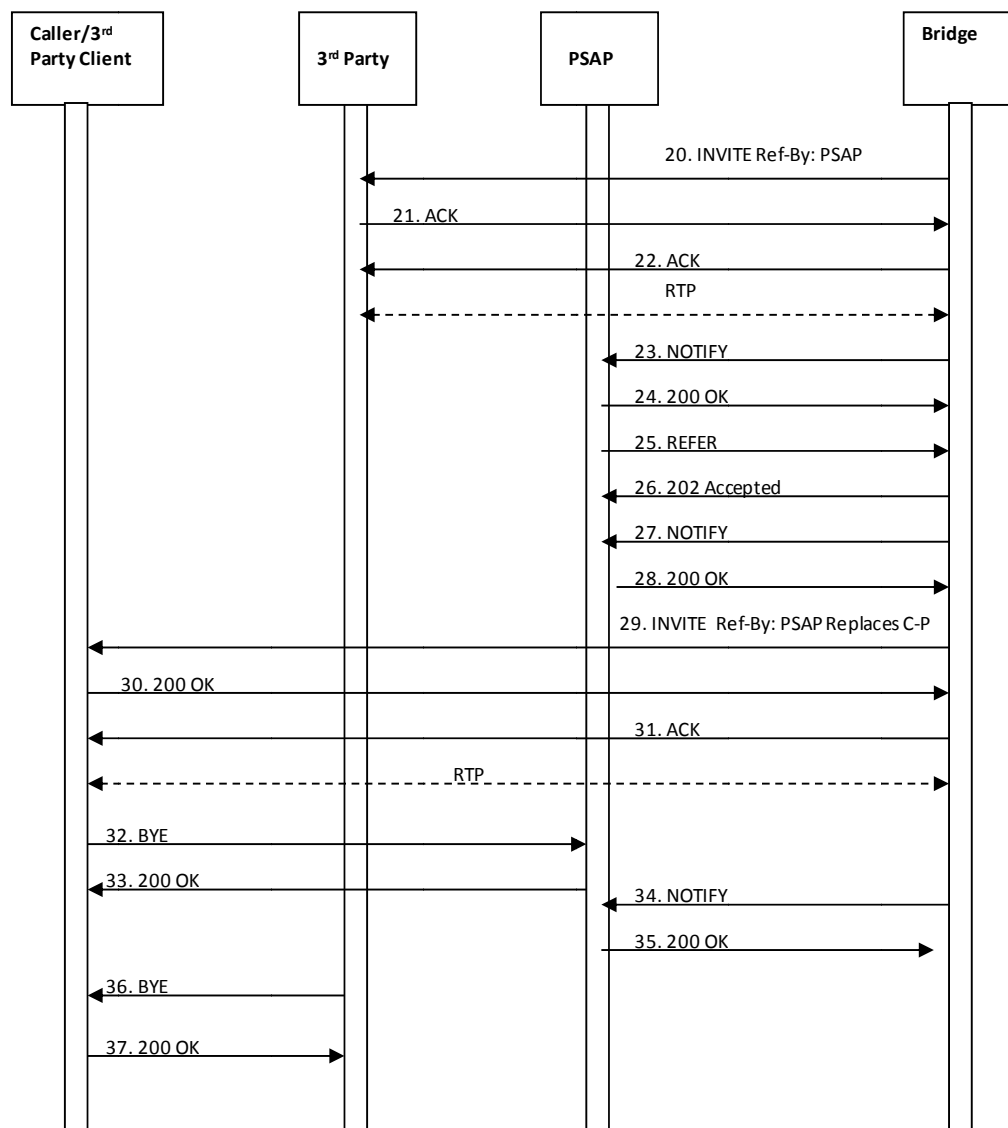 Caller/3rd
Party Client
3rd Party
PSAP
Bridge
20. INVITE Ref-By: PSAP
21. ACK
22. ACK
RTP
23. NOTIFY
24. 200 OK
25. REFER
26. 202 Accepted
27. NOTIFY
28. 200 OK
29. INVITE Ref-By: PSAP Replaces C-P
30. 200 OK
31. ACK
RTP
32. BYE
33. 200 OK
34. NOTIFY
35. 200 OK
36. BYE
37. 200 OK